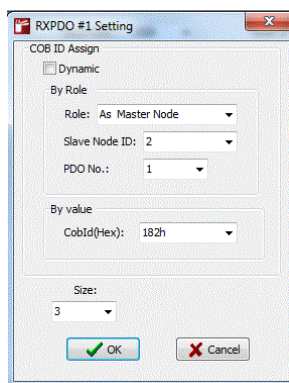 RXPDO #1 Setting
COB ID Assign
Dynamic
By Role
Role: As Master Node
Slave Node ID: 2
PDO No.: 1
By value
CobId(Hex): 182h
Size:
3
OK Cancel